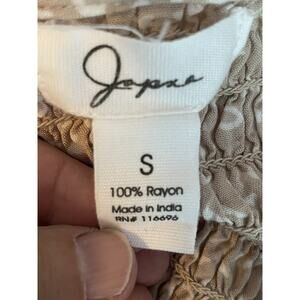 Japna
S
100% Rayon
Made in India
RN# 116696